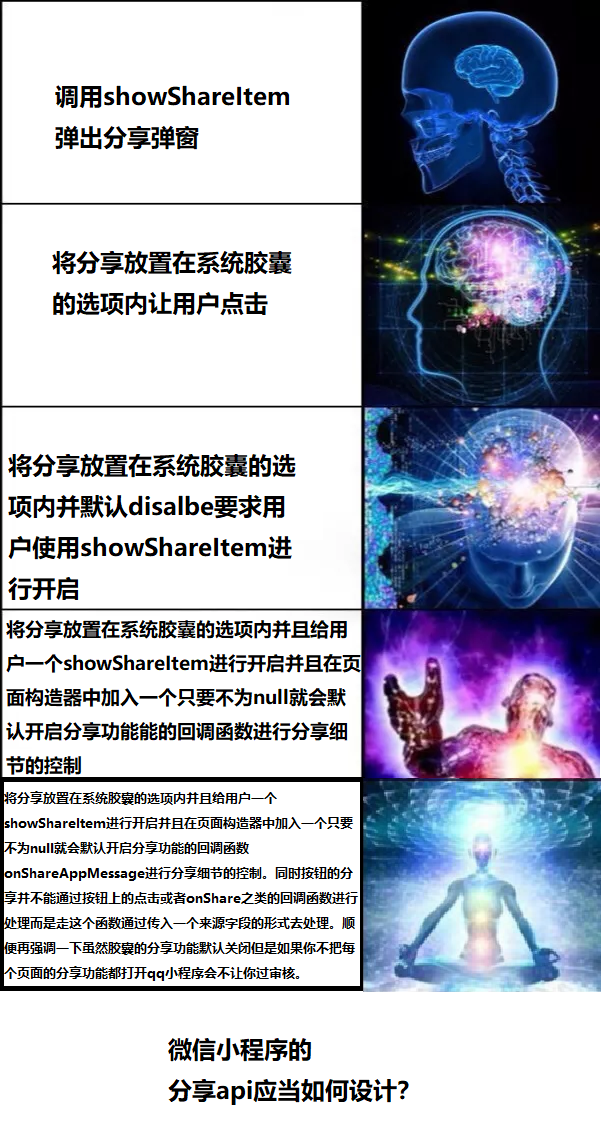 调用showShareItem
弹出分享弹窗
将分享放置在系统胶囊
的选项内让用户点击
将分享放置在系统胶囊的选
项内并默认disalbe要求用
户使用showShareItem进
行开启
将分享放置在系统胶囊的选项内并且给用
户一个showShareItem进行开启并且在页
面构造器中加入一个只要不为null就会默
认开启分享功能能的回调函数进行分享细
节的控制
将分享放置在系统胶囊的选项内并且给用户一个
showShareItem进行开启并且在页面构造器中加入一个只要
不为null就会默认开启分享功能的回调函数
onShareAppMessage进行分享细节的控制。同时按钮的分
享并不能通过按钮上的点击或者onShare之类的回调函数进行
处理而是走这个函数通过传入一个来源字段的形式去处理。顺
便再强调一下虽然胶囊的分享功能默认关闭但是如果你不把每
个页面的分享功能都打开qq小程序会不让你过审核。
微信小程序的
分享api应当如何设计?